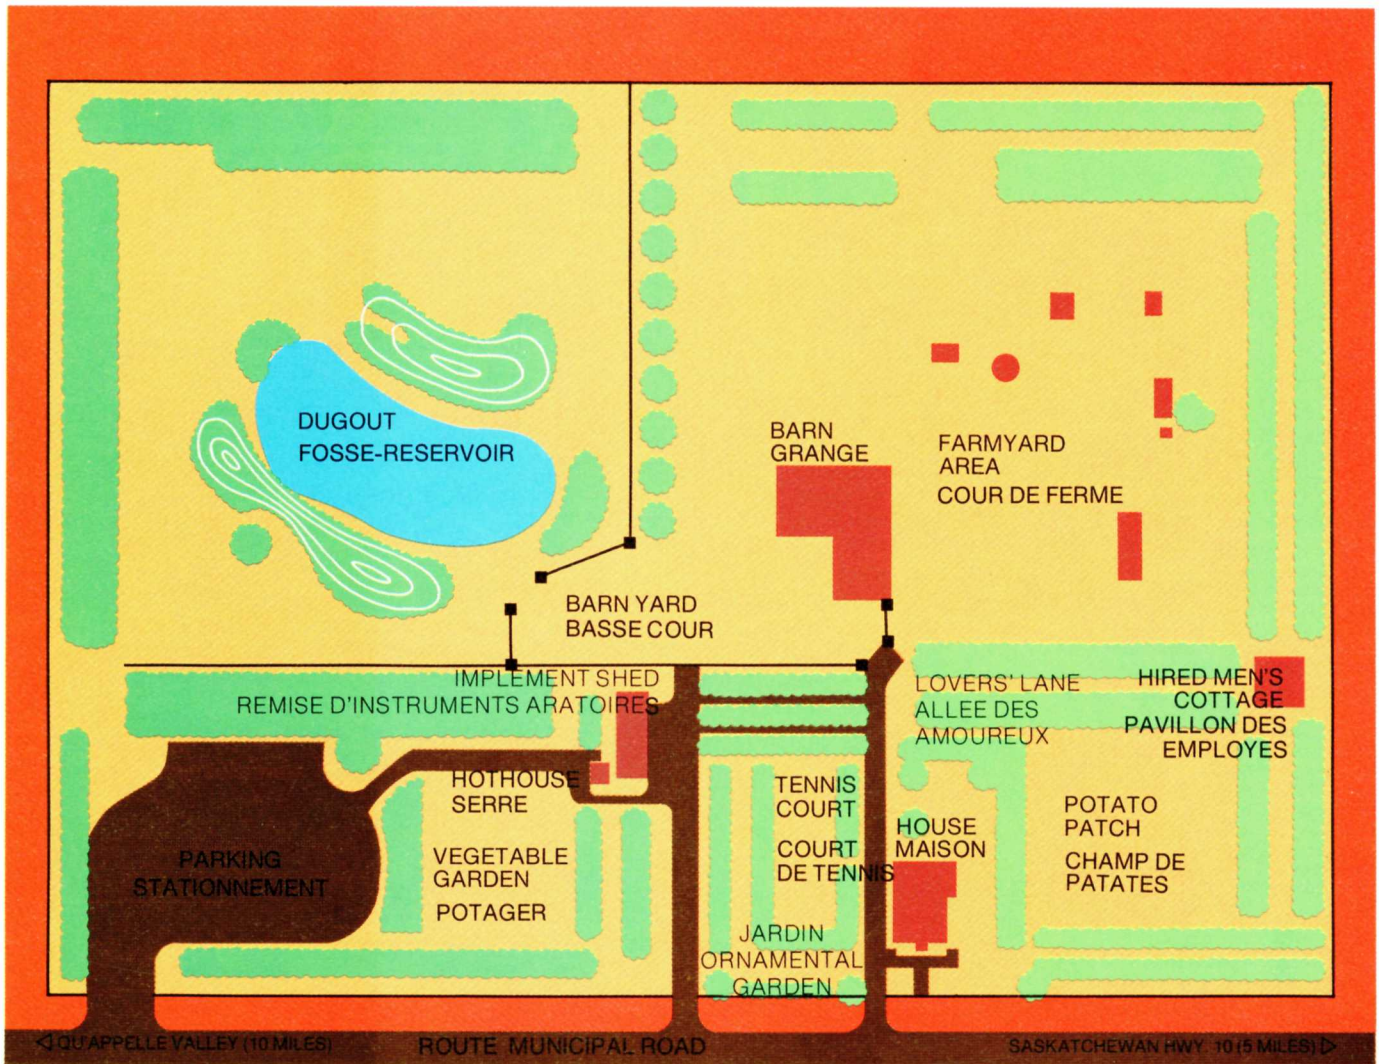 DUGOUT
FOSSE-RESERVOIR
BARN
GRANGE
FARMYARD
AREA
COUR DE FERME
BARN YARD
BASSE COUR
IMPLEMENT SHED
REMISE D'INSTRUMENTS ARATOIRES
LOVERS' LANE
ALLEE DES
AMOUREUX
HIRED MEN'S
COTTAGE
PAVILLON DES
EMPLOYES
HOTHOUSE
SERRE
TENNIS
COURT
COURT
DE TENNIS
HOUSE
MAISON
POTATO
PATCH
CHAMP DE
PATATES
PARKING
STATIONNEMENT
VEGETABLE
GARDEN
POTAGER
JARDIN
ORNAMENTAL
GARDEN
QU'APPELLE VALLEY (10 MILES)
ROUTE MUNICIPAL ROAD
SASKATCHEWAN HWY. 10 (5 MILES)